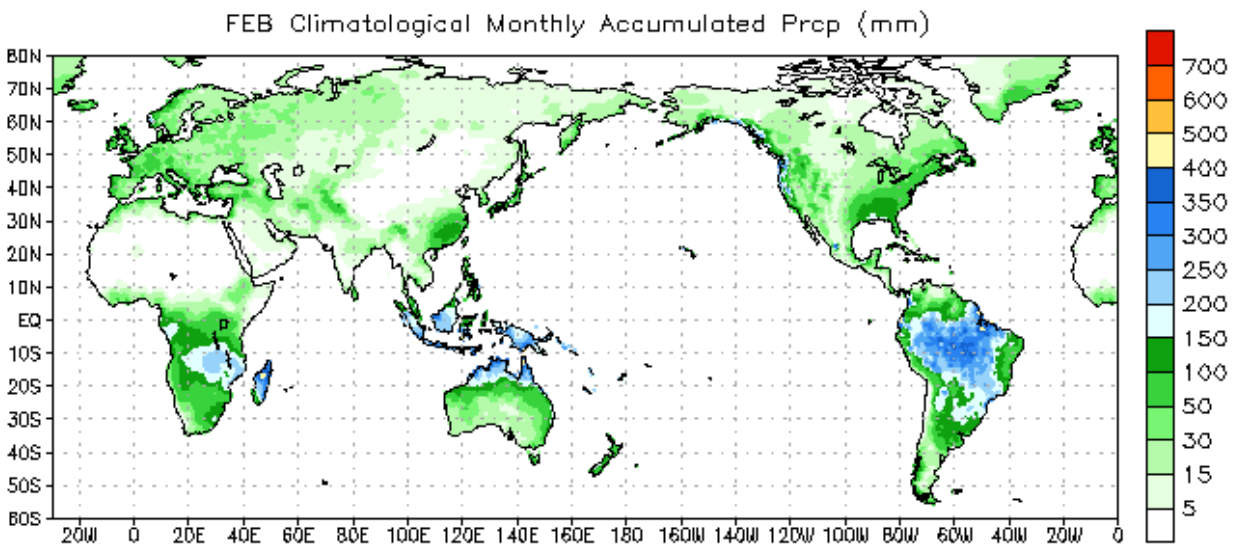 FEB Climatological Monthly Accumulated Prcp (mm)
80N
70N
60N
50N
40N
30N
20N
10N
EQ
10S
20S
30S
40S
50S
60S
20W 0 20E 40E 60E 80E 100E 120E 140E 160E 180 160W 140W 120W 100W 80W 60W 40W 20W 0
700
600
500
400
350
300
250
200
150
100
50
30
15
5